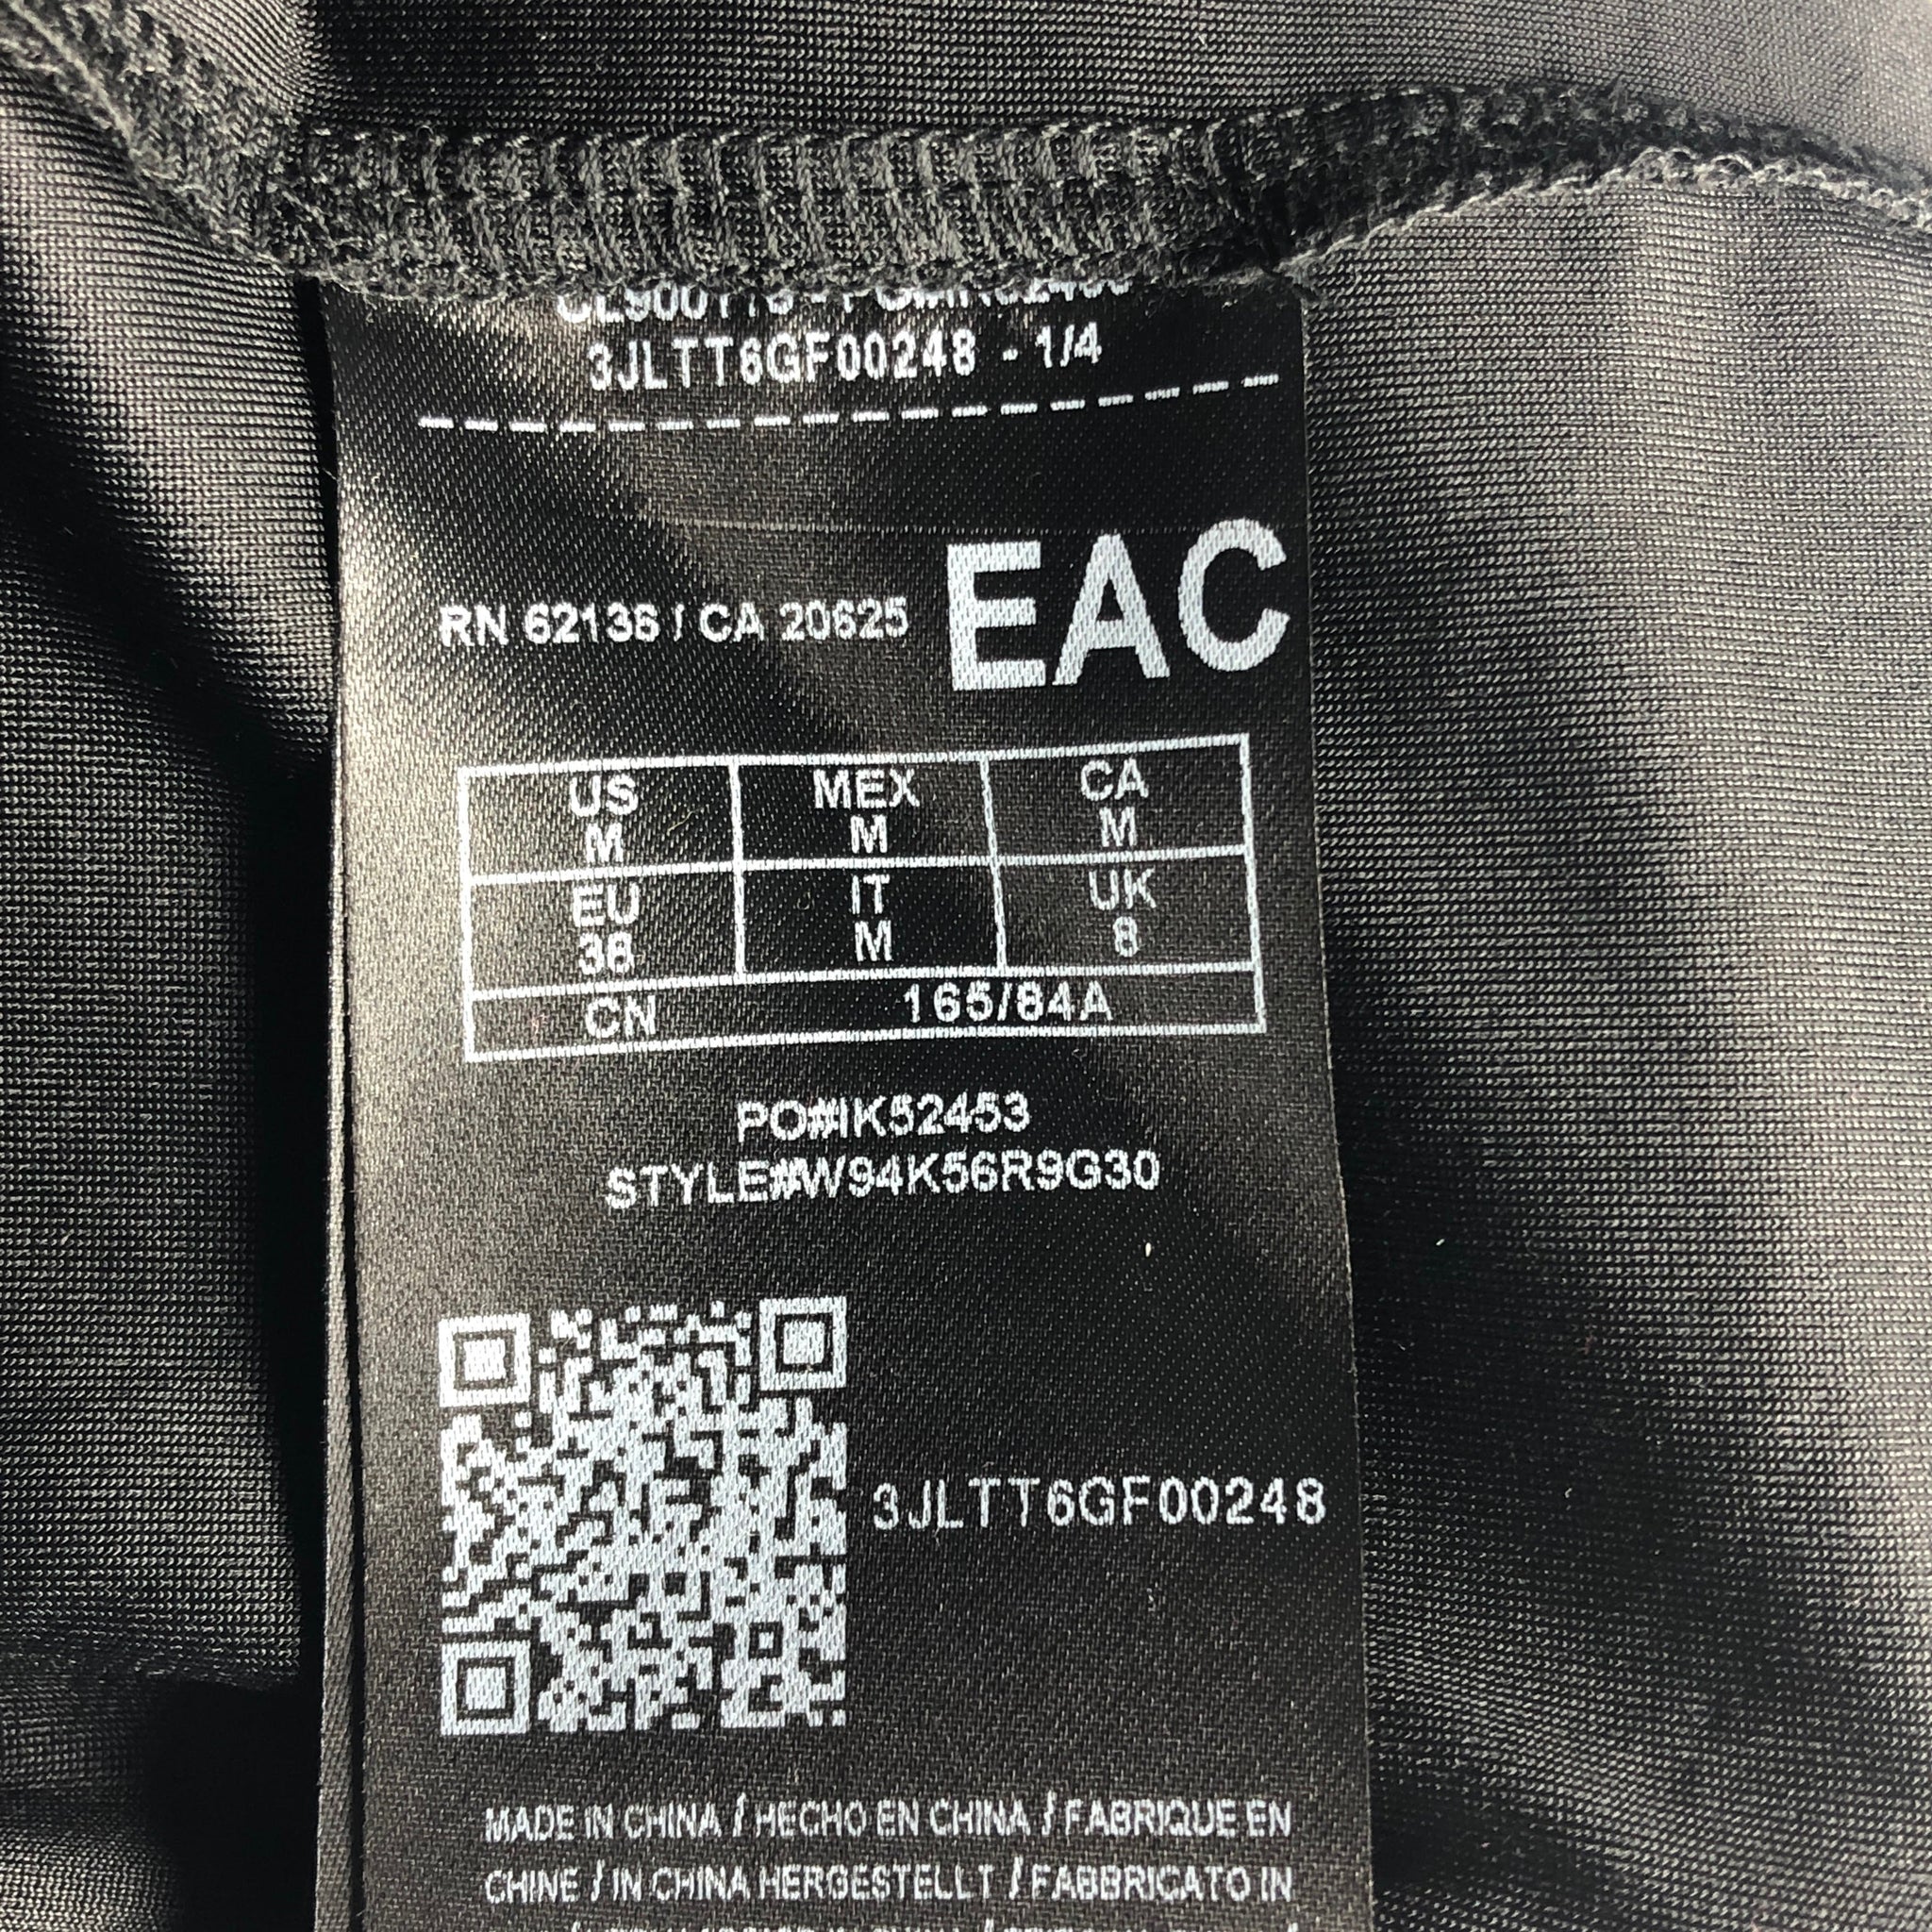 3JLTT6GF00248 - 1/4
EAC
RN 62136 / CA 20625
US MEX CA
M M M
EU IT UK
38 M 8
CN 165/84A
PO#IK52453
STYLE#W94K56R9G30
3JLTT6GF00248
MADE IN CHINA / HECHO EN CHINA / FABRIQUE EN
CHINE / IN CHINA HERGESTELLT / FABBRICATO IN